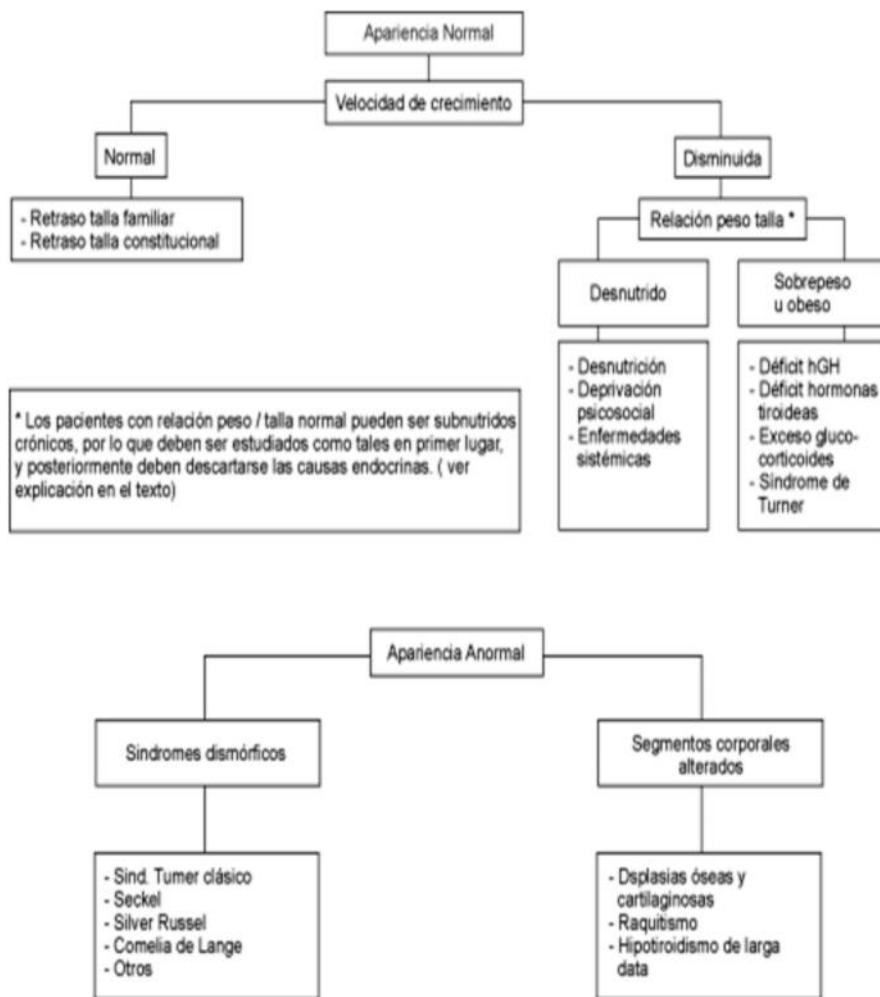 Apariencia Normal
Velocidad de crecimiento
Normal
Disminuida
- Retraso talla familiar
- Retraso talla constitucional
Relación peso talla *
Desnutrido
Sobrepeso
u obeso
- Desnutrición
- Deprivación
psicosocial
- Enfermedades
sistémicas
- Déficit hGH
- Déficit hormonas
tiroideas
- Exceso gluco-
corticoides
- Síndrome de
Turner
* Los pacientes con relación peso / talla normal pueden ser subnutridos
crónicos, por lo que deben ser estudiados como tales en primer lugar,
y posteriormente deben descartarse las causas endocrinas. ( ver
explicación en el texto)
Apariencia Anormal
Sindromes dismórficos
Segmentos corporales
alterados
- Sind. Turner clásico
- Seckel
- Silver Russel
- Cornelia de Lange
- Otros
- Dsplasias óseas y
cartilaginosas
- Raquitismo
- Hipotiroidismo de larga
data